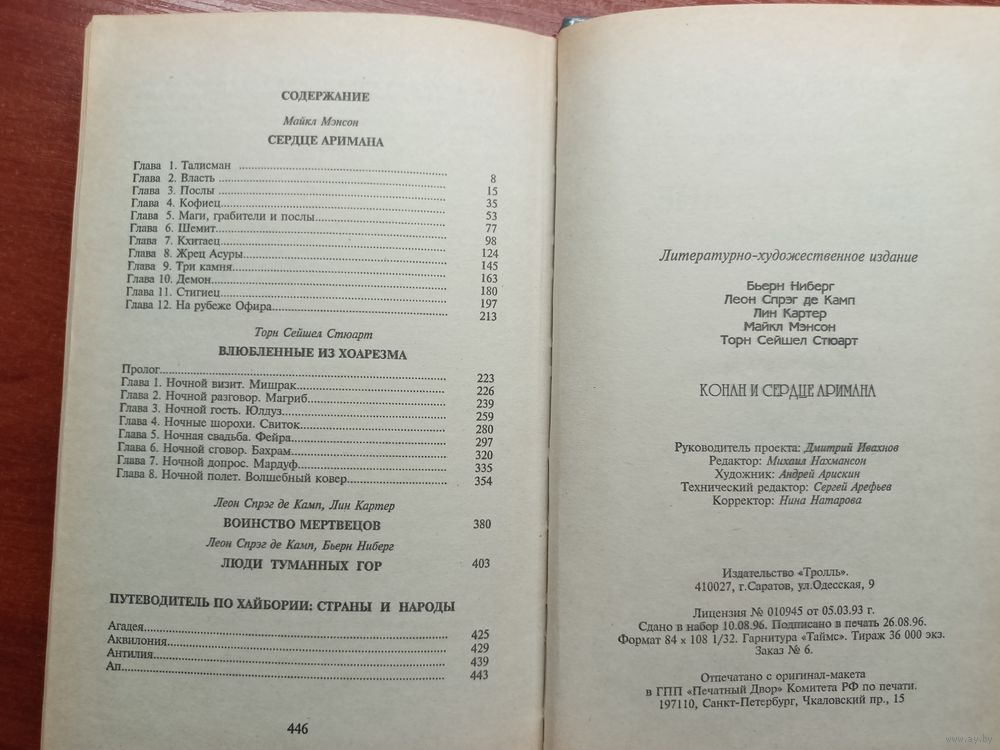 СОДЕРЖАНИЕ
Майкл Мэнсон
СЕРДЦЕ АРИМАНА
Глава 1. Талисман
Глава 2. Власть 8
Глава 3. Послы 15
Глава 4. Кофиец 35
Глава 5. Маги, грабители и послы 53
Глава 6. Шемит 77
Глава 7. Кхитаец 98
Глава 8. Жрец Асуры 124
Глава 9. Три камня 145
Глава 10. Демон 163
Глава 11. Стигиец 180
Глава 12. На рубеже Офира 197
213
Торн Сейшел Стюарт
ВЛЮБЛЕННЫЕ ИЗ ХОАРЕЗМА
Пролог 223
Глава 1. Ночной визит. Мишрак 226
Глава 2. Ночной разговор. Магриб 239
Глава 3. Ночной гость. Юлдуз 259
Глава 4. Ночные шорохи. Свиток 280
Глава 5. Ночная свадьба. Фейра 297
Глава 6. Ночной сговор. Бахрам 320
Глава 7. Ночной допрос. Мардуф 335
Глава 8. Ночной полет. Волшебный ковер 354
Леон Спрэг де Камп, Лин Картер
ВОИНСТВО МЕРТВЕЦОВ 380
Леон Спрэг де Камп, Бьерн Ниберг
ЛЮДИ ТУМАННЫХ ГОР 403
ПУТЕВОДИТЕЛЬ ПО ХАЙБОРИИ: СТРАНЫ И НАРОДЫ
Агадея 425
Аквилония 429
Антилия 439
Ап 443
446
Литературно-художественное издание
Бьерн Ниберг
Леон Спрэг де Камп
Лин Картер
Майкл Мэнсон
Торн Сейшел Стюарт
КОНАН И СЕРДЦЕ АРИМАНА
Руководитель проекта: Дмитрий Ивахнов
Редактор: Михаил Нахмансон
Художник: Андрей Арискин
Технический редактор: Сергей Арефьев
Корректор: Нина Натарова
Издательство «Тролль».
410027, г.Саратов, ул.Одесская, 9
Лицензия № 010945 от 05.03.93 г.
Сдано в набор 10.08.96. Подписано в печать 26.08.96.
Формат 84 x 108 1/32. Гарнитура «Таймс». Тираж 36 000 экз.
Заказ № 6.
Отпечатано с оригинал-макета
в ГПП «Печатный Двор» Комитета РФ по печати.
197110, Санкт-Петербург, Чкаловский пр., 15
www.ay.by